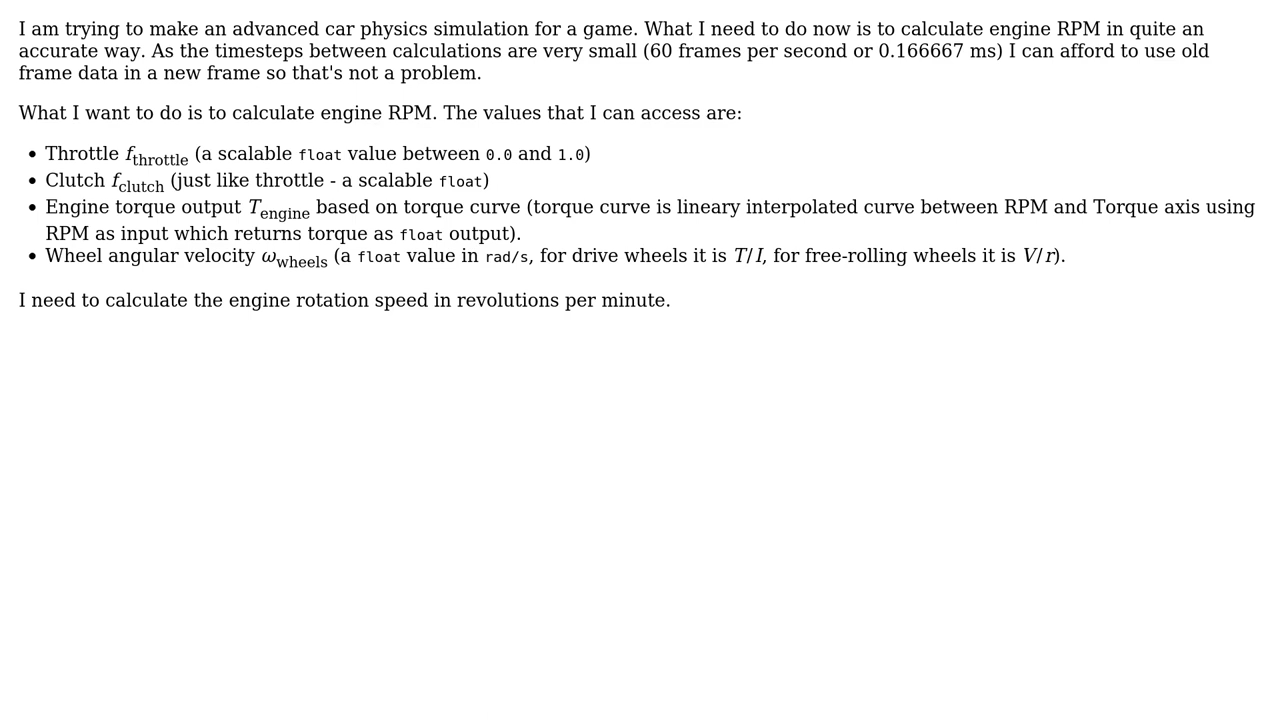 I am trying to make an advanced car physics simulation for a game. What I need to do now is to calculate engine RPM in quite an
accurate way. As the timesteps between calculations are very small (60 frames per second or 0.166667 ms) I can afford to use old
frame data in a new frame so that's not a problem.
What I want to do is to calculate engine RPM. The values that I can access are:
• Throttle f_throttle (a scalable float value between 0.0 and 1.0)
• Clutch f_clutch (just like throttle - a scalable float)
• Engine torque output T_engine based on torque curve (torque curve is lineary interpolated curve between RPM and Torque axis using
RPM as input which returns torque as float output).
• Wheel angular velocity ω_wheels (a float value in rad/s, for drive wheels it is T/I, for free-rolling wheels it is V/r).
I need to calculate the engine rotation speed in revolutions per minute.